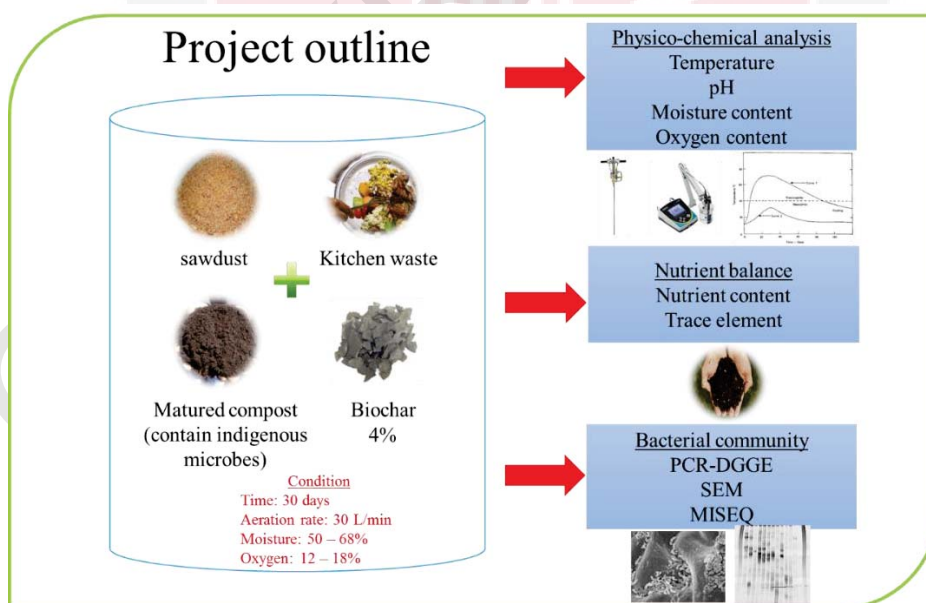 Project outline
sawdust
Kitchen waste
Matured compost
(contain indigenous
microbes)
Biochar
4%
Condition
Time: 30 days
Aeration rate: 30 L/min
Moisture: 50 – 68%
Oxygen: 12 – 18%
Physico-chemical analysis
Temperature
pH
Moisture content
Oxygen content
Nutrient balance
Nutrient content
Trace element
Bacterial community
PCR-DGGE
SEM
MISEQ